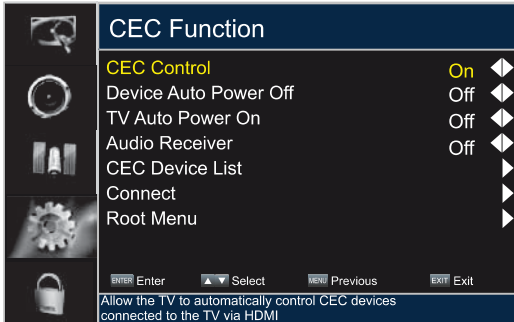 CEC Function
CEC Control On
Device Auto Power Off Off
TV Auto Power On Off
Audio Receiver Off
CEC Device List
Connect
Root Menu
ENTER Enter ▲ ▼ Select MENU Previous EXIT Exit
Allow the TV to automatically control CEC devices
connected to the TV via HDMI